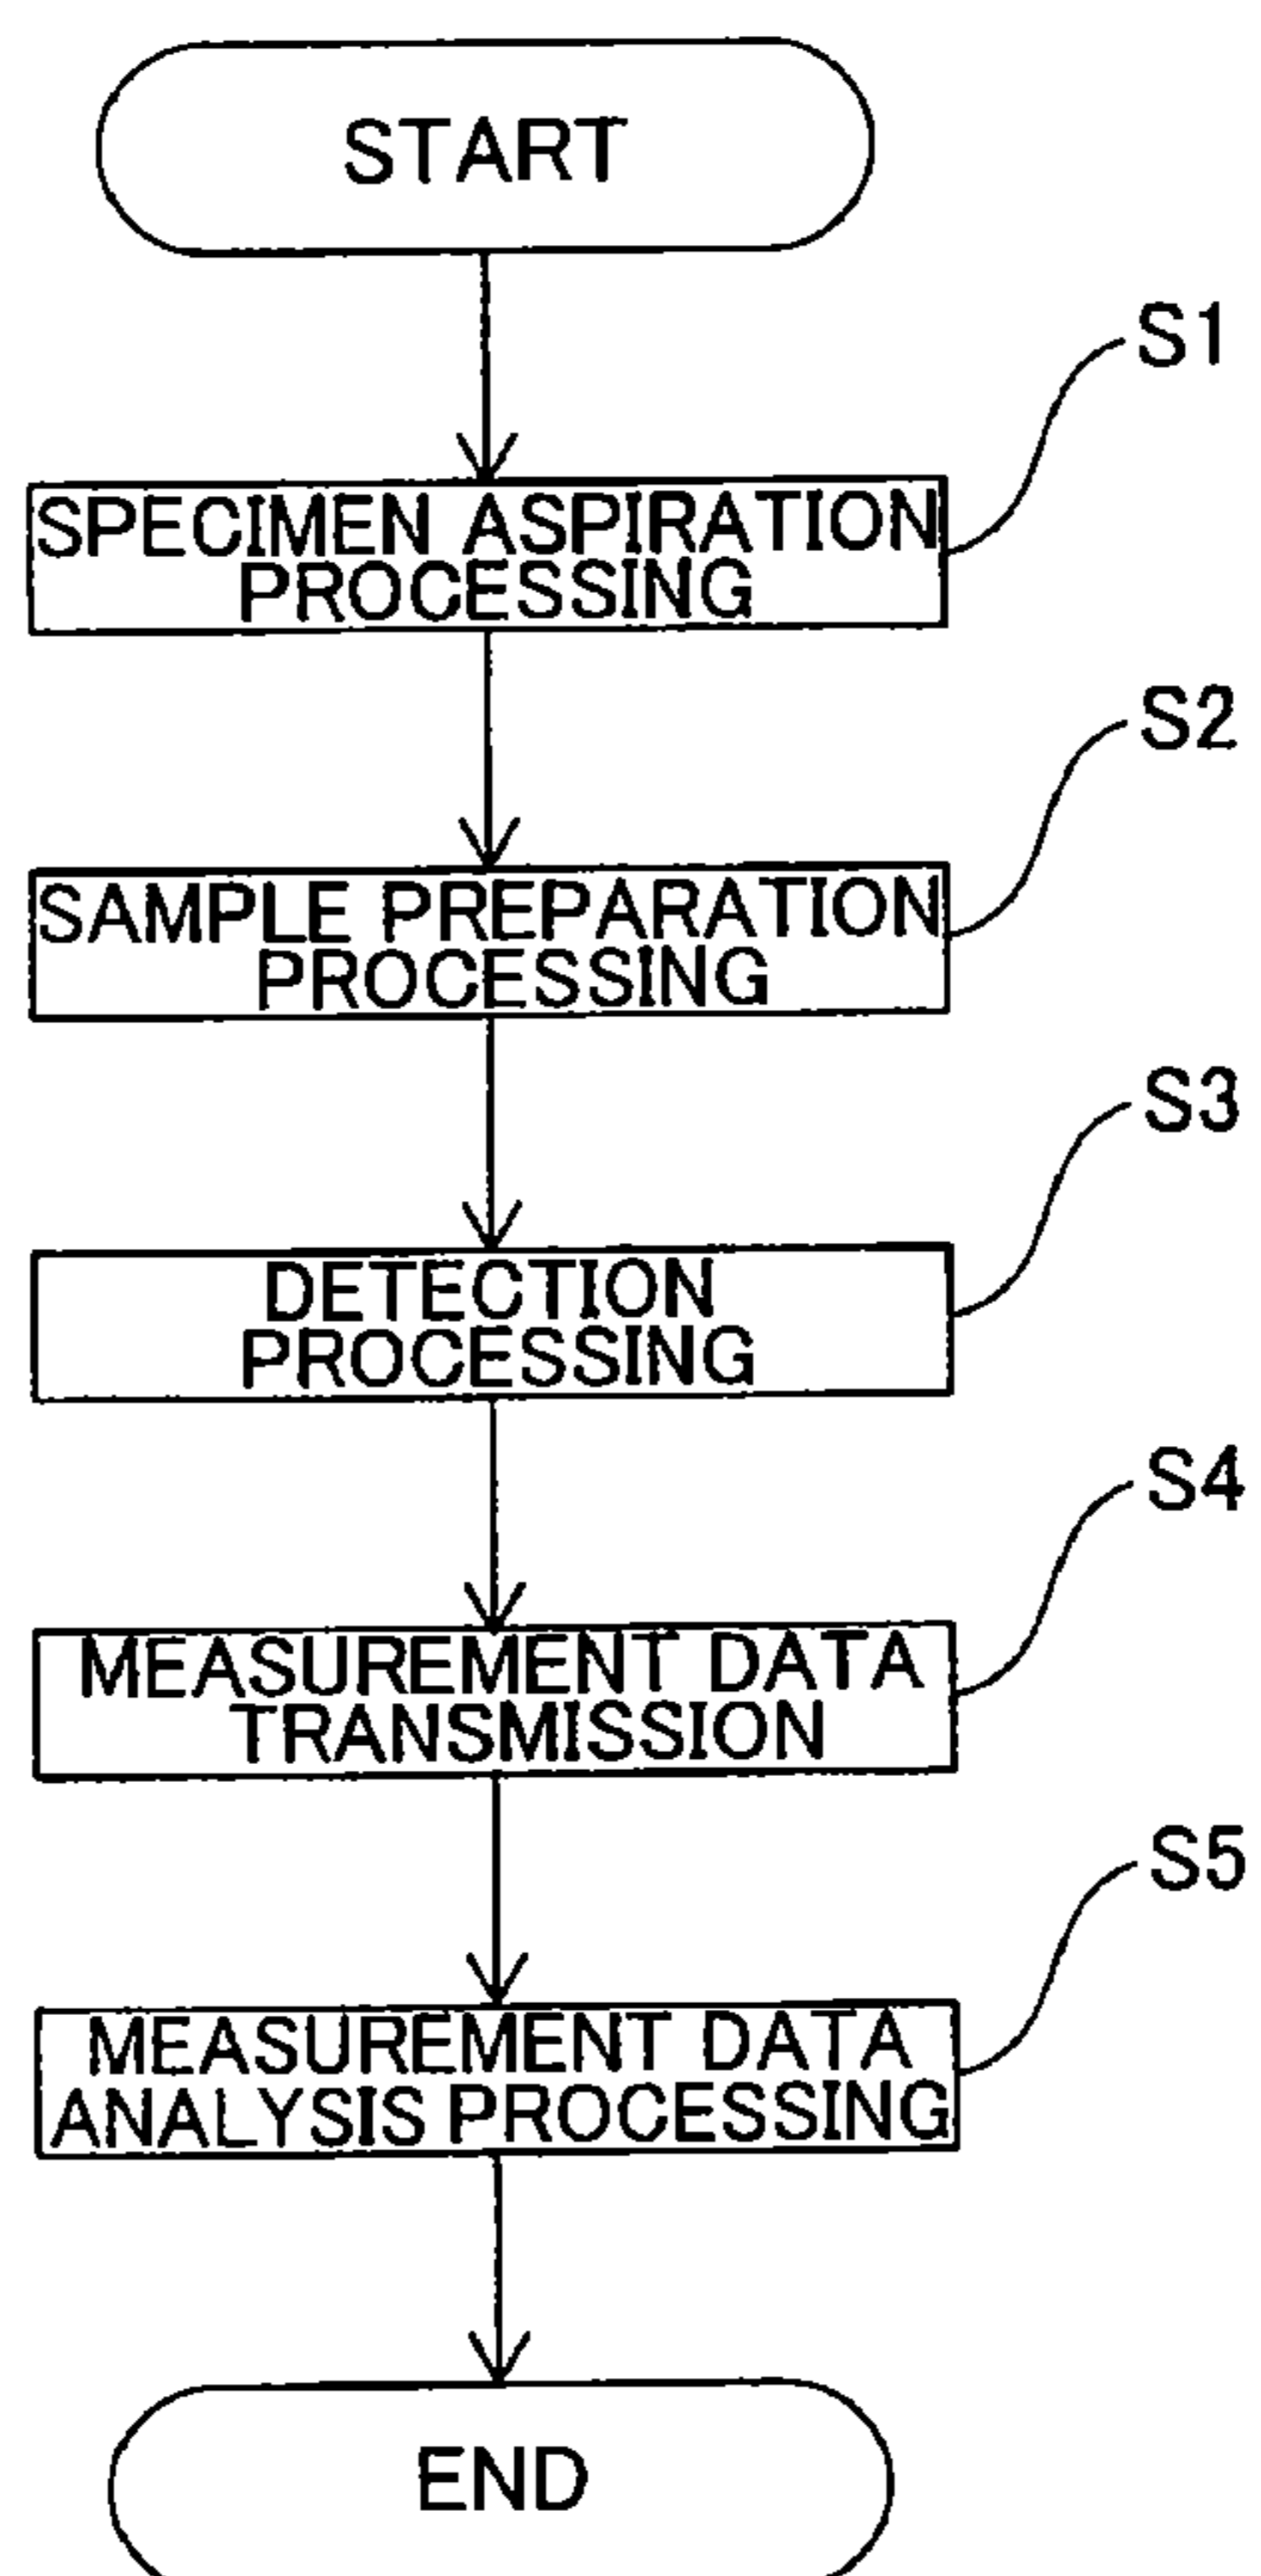 START
S1
SPECIMEN ASPIRATION
PROCESSING
S2
SAMPLE PREPARATION
PROCESSING
S3
DETECTION
PROCESSING
S4
MEASUREMENT DATA
TRANSMISSION
S5
MEASUREMENT DATA
ANALYSIS PROCESSING
END